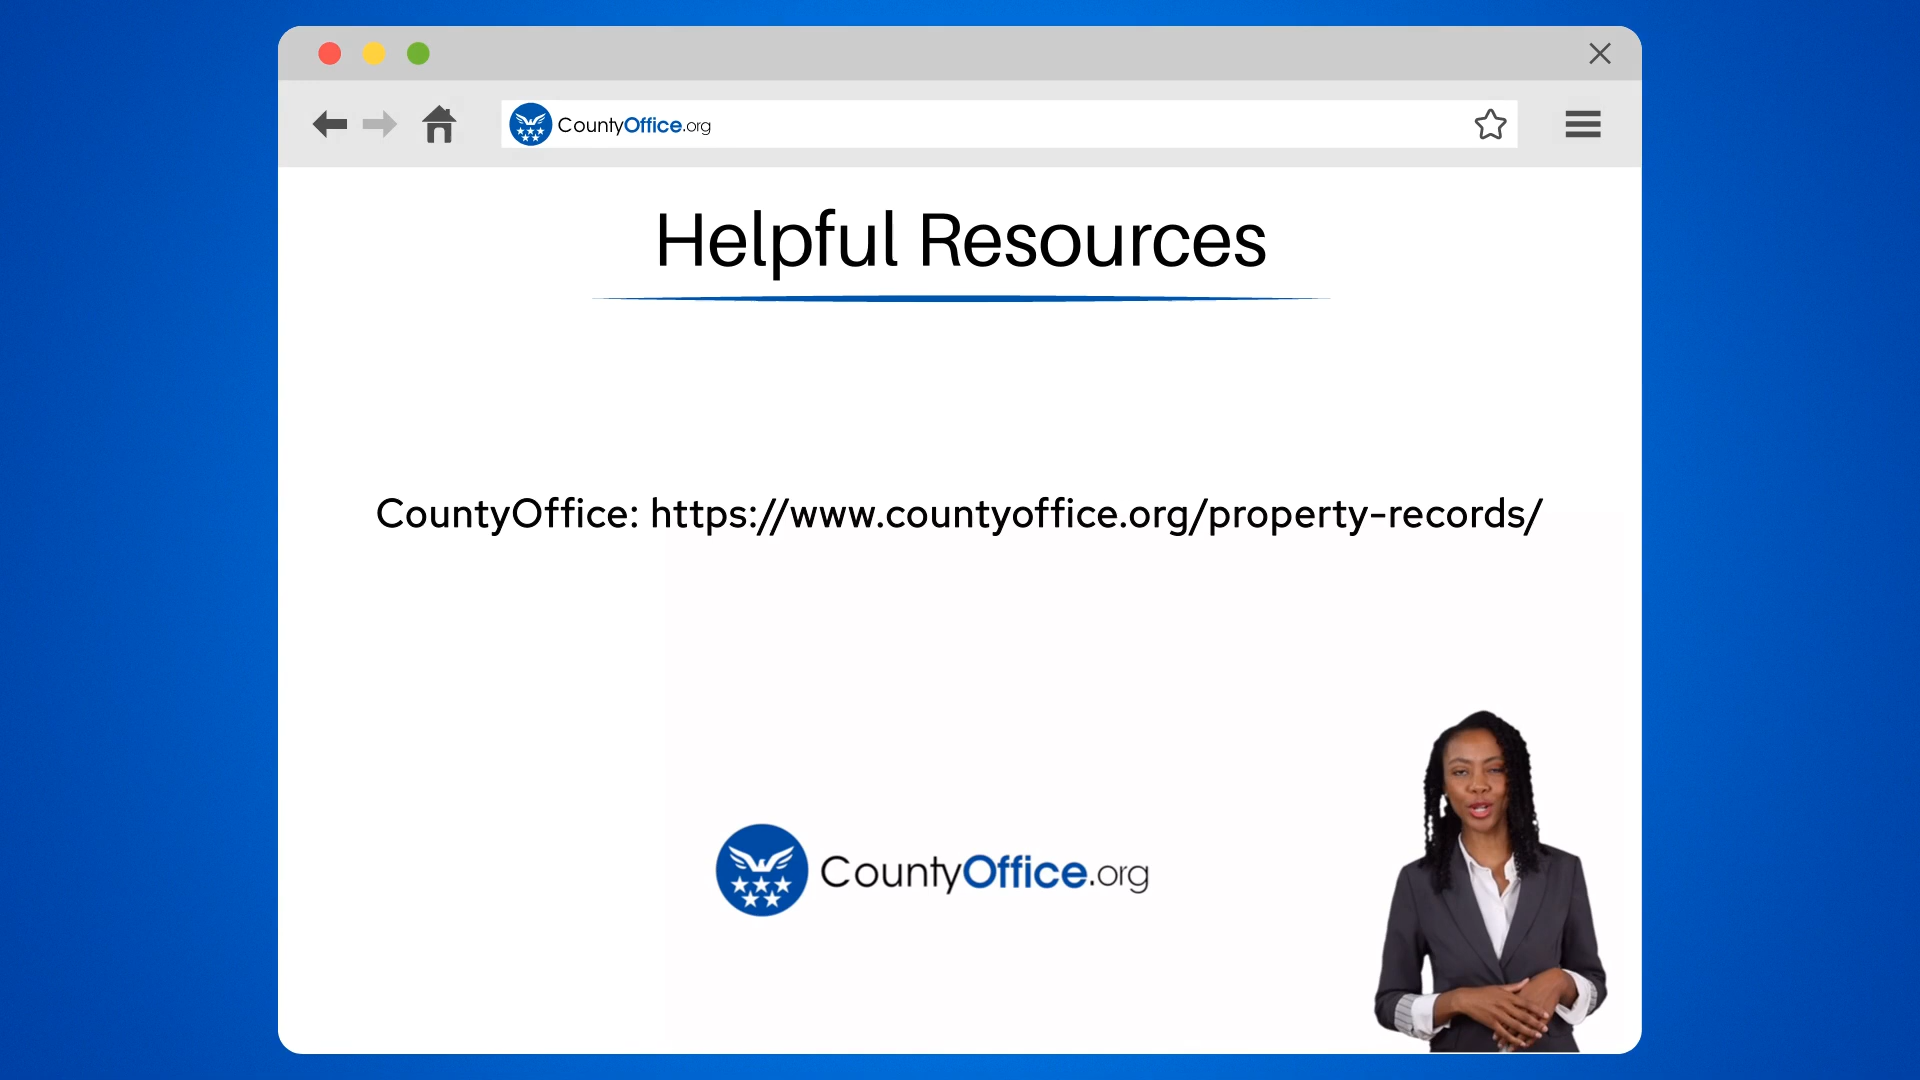 CountyOffice.org
Helpful Resources
CountyOffice: https://www.countyoffice.org/property-records/
CountyOffice.org